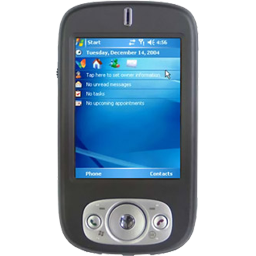 Start 4:56
Tuesday, December 14, 2004
Tap here to set owner information
No unread messages
No tasks
No upcoming appointments
Phone Contacts